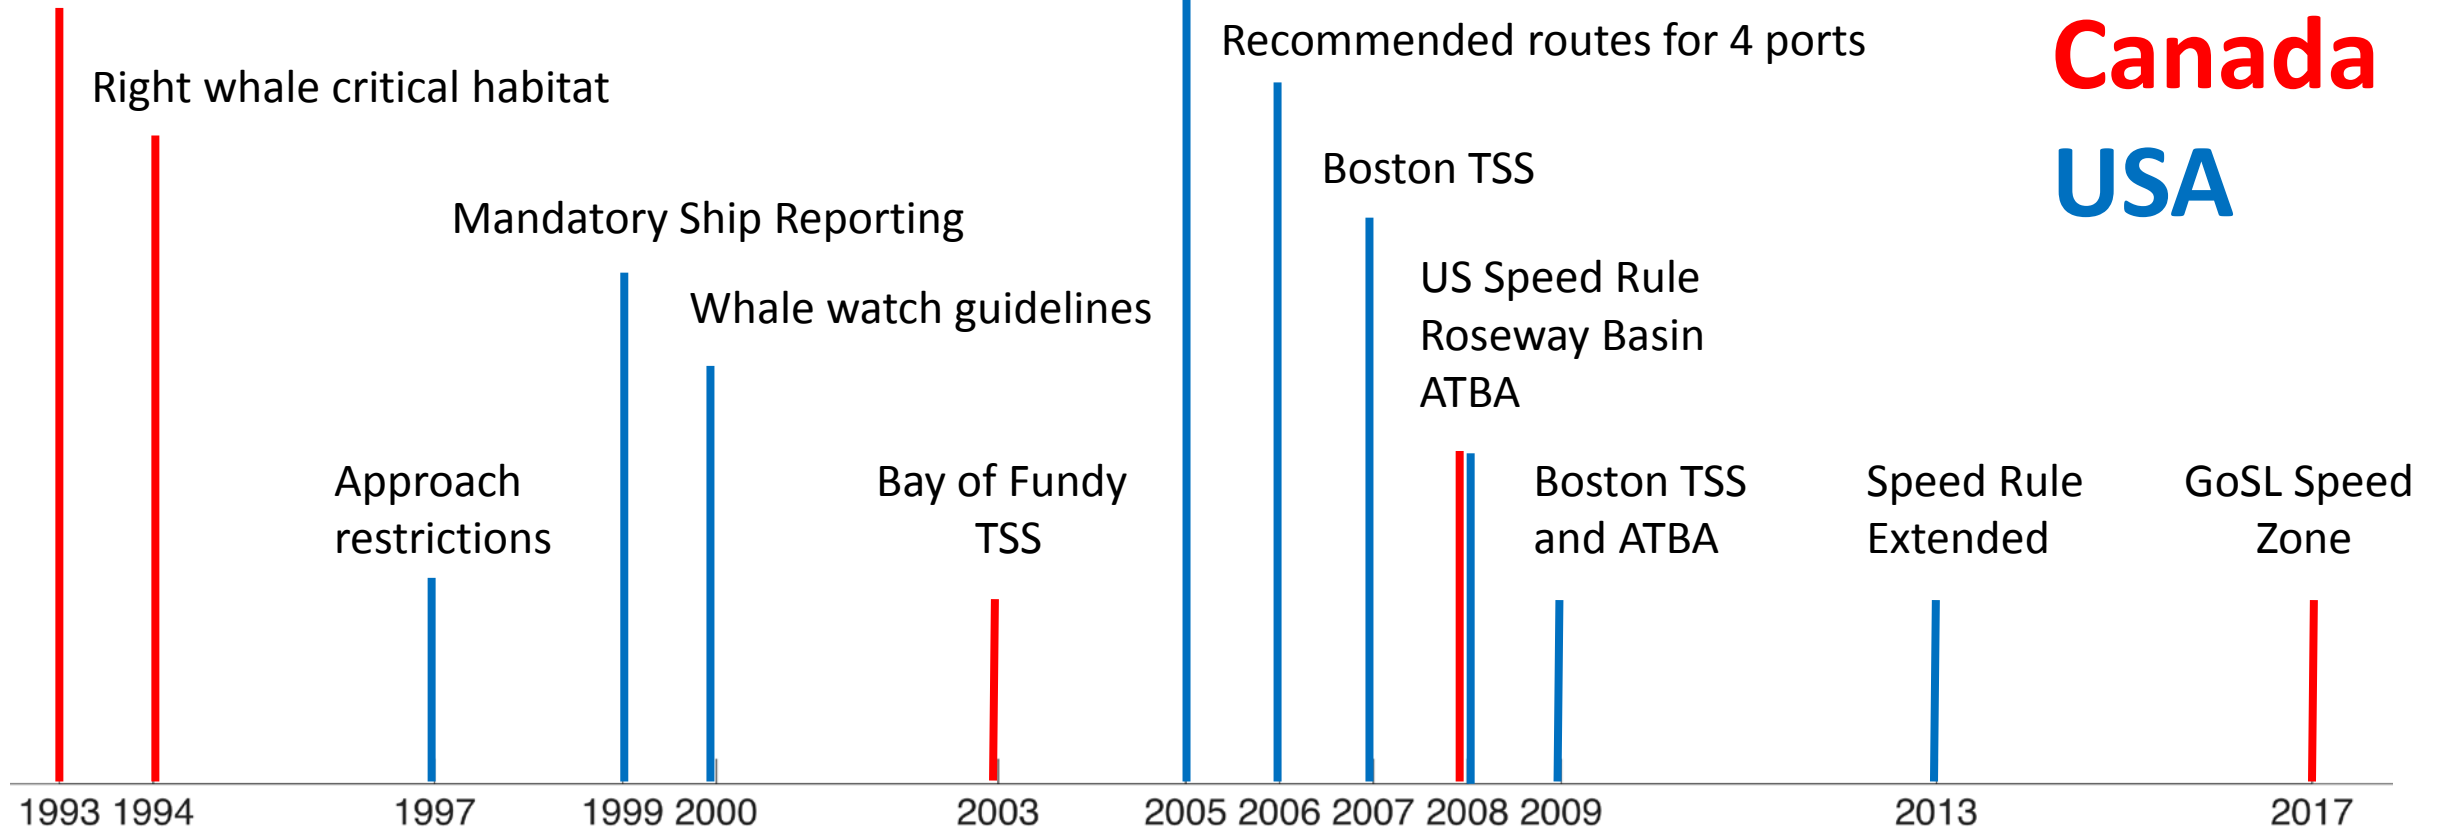 Recommended routes for 4 ports
Canada
Right whale critical habitat
USA
Boston TSS
Mandatory Ship Reporting
US Speed Rule
Roseway Basin
ATBA
Whale watch guidelines
Approach
restrictions
Bay of Fundy
TSS
Boston TSS
and ATBA
Speed Rule
Extended
GoSL Speed
Zone
1993 1994 1997 1999 2000 2003 2005 2006 2007 2008 2009 2013 2017